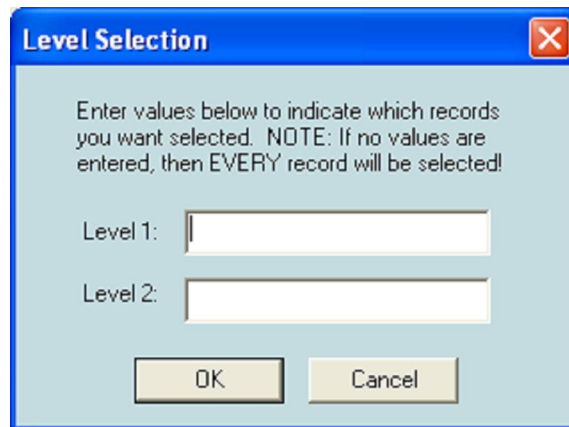 Level Selection
Enter values below to indicate which records
you want selected.  NOTE: If no values are
entered, then EVERY record will be selected!
Level 1:
Level 2:
OK Cancel